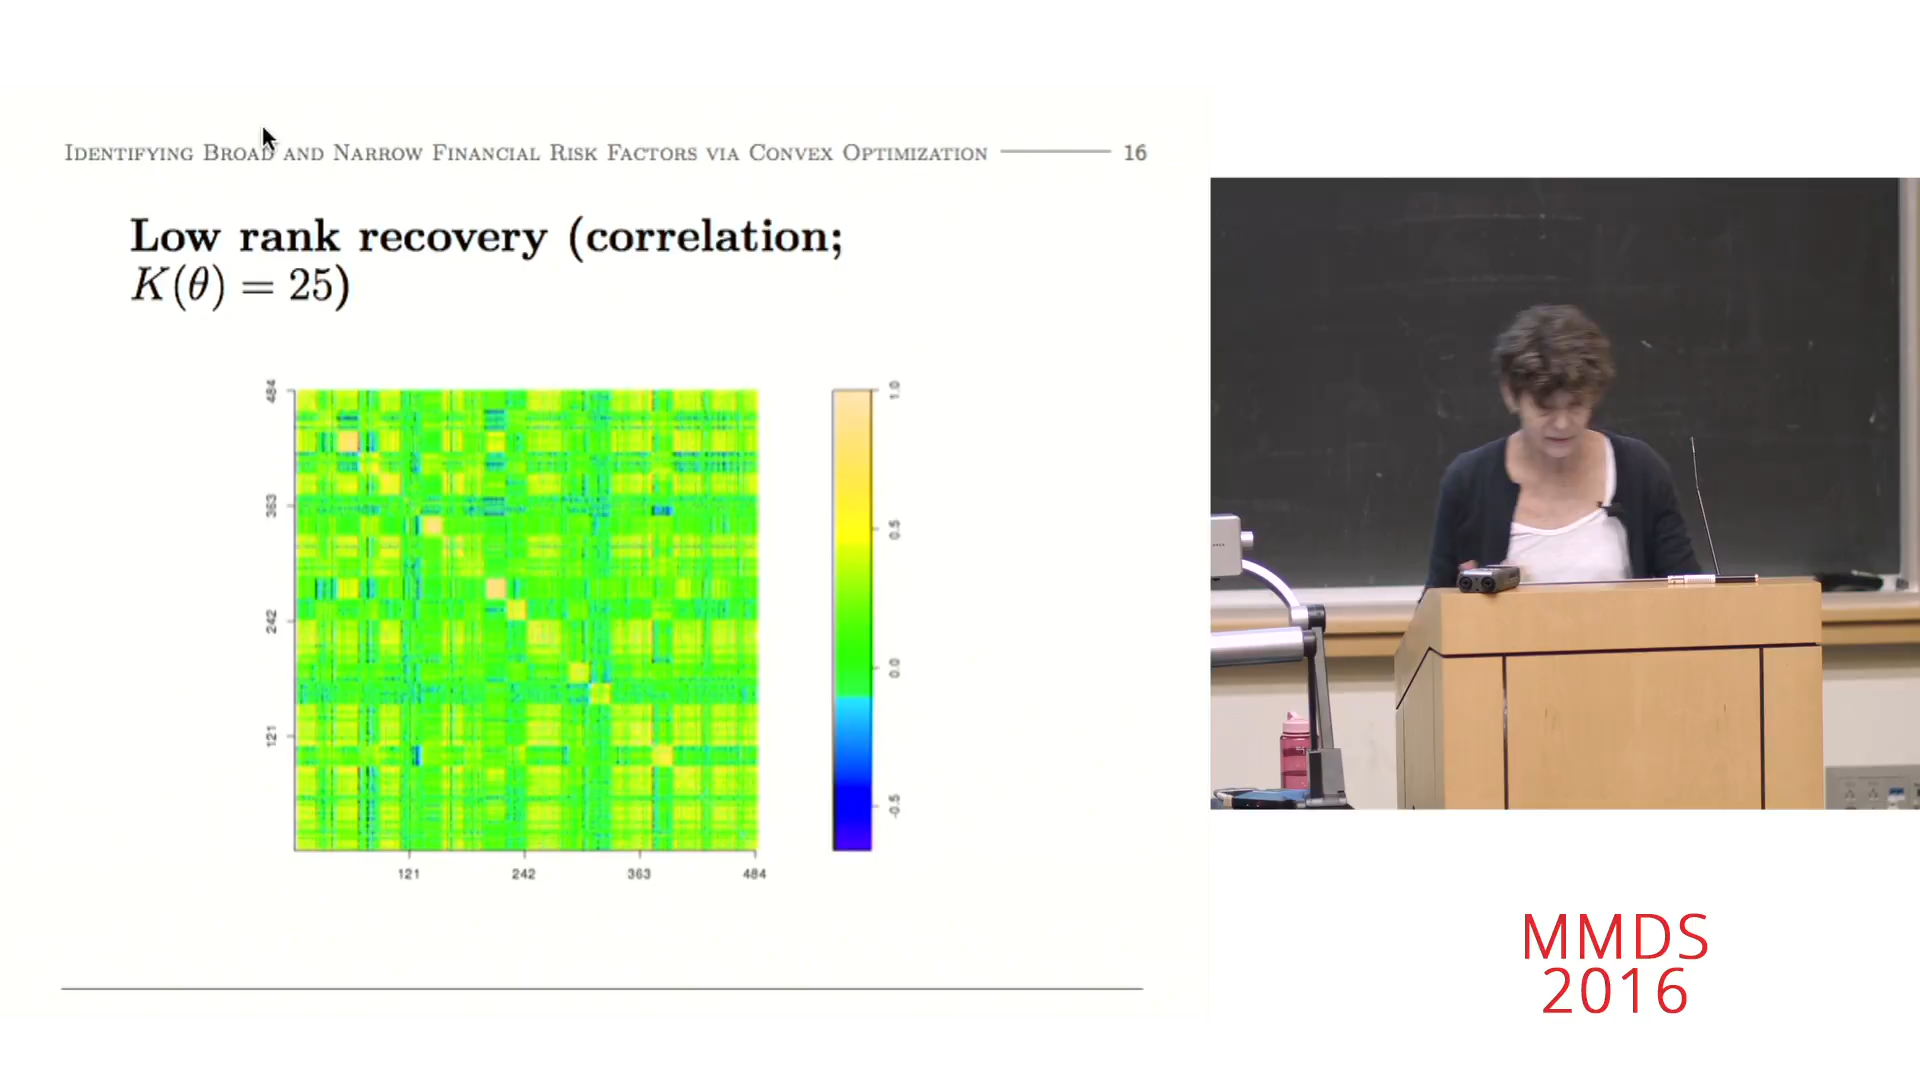 Identifying Broad and Narrow Financial Risk Factors via Convex Optimization 16
Low rank recovery (correlation;
K(θ) = 25)
484
363
242
121
121 242 363 484
1.0
0.5
0.0
-0.5
MMDS
2016